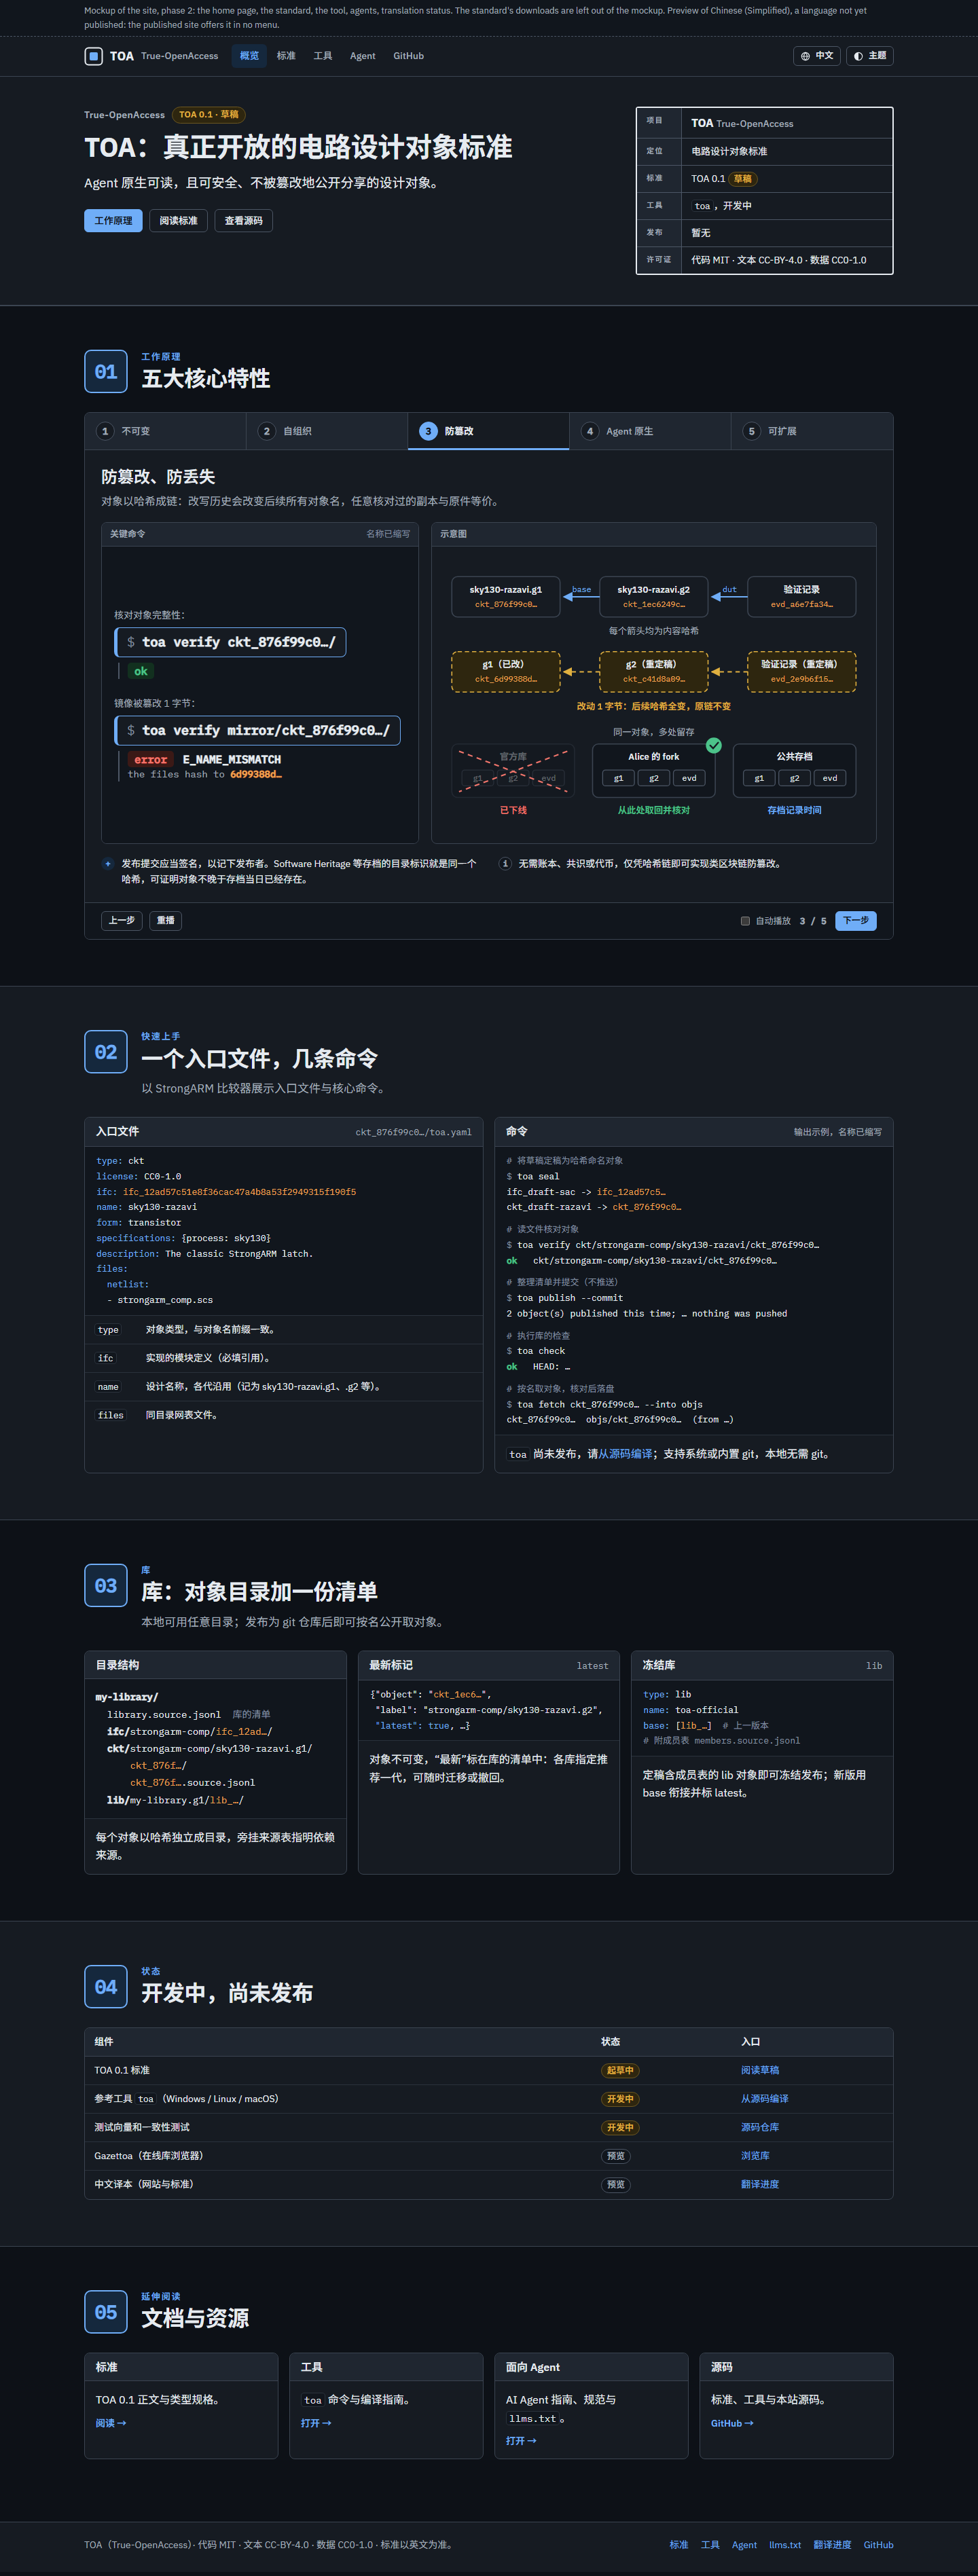 Mockup of the site, phase 2: the home page, the standard, the tool, agents, translation status. The standard's downloads are left out of the mockup. Preview of Chinese (Simplified), a language not yet
published: the published site offers it in no menu.
TOA True-OpenAccess 概览 标准 工具 Agent GitHub 中文 主题
True-OpenAccess TOA 0.1 · 草稿
TOA：真正开放的电路设计对象标准
Agent 原生可读，且可安全、不被篡改地公开分享的设计对象。
工作原理 阅读标准 查看源码
项目 TOA True-OpenAccess
定位 电路设计对象标准
标准 TOA 0.1 草稿
工具 toa，开发中
发布 暂无
许可证 代码 MIT · 文本 CC-BY-4.0 · 数据 CC0-1.0
01
工作原理
五大核心特性
1 不可变 2 自组织 3 防篡改 4 Agent 原生 5 可扩展
防篡改、防丢失
对象以哈希成链：改写历史会改变后续所有对象名，任意核对过的副本与原件等价。
关键命令 名称已缩写
核对对象完整性：
$ toa verify ckt_876f99c0…/
ok
镜像被篡改 1 字节：
$ toa verify mirror/ckt_876f99c0…/
error E_NAME_MISMATCH
the files hash to 6d99388d…
示意图
sky130-razavi.g1 base sky130-razavi.g2 dut 验证记录
ckt_876f99c0… ckt_1ec6249c… evd_a6e7fa34…
每个箭头均为内容哈希
g1（已改） g2（重定稿） 验证记录（重定稿）
ckt_6d99388d… ckt_c41d8a09… evd_2e9b6f15…
改动 1 字节：后续哈希全变，原链不变
同一对象，多处留存
官方库 Alice 的 fork 公共存档
g1 g2 evd g1 g2 evd g1 g2 evd
已下线 从此处取回并核对 存档记录时间
+ 发布提交应当签名，以记下发布者。Software Heritage 等存档的目录标识就是同一个
哈希，可证明对象不晚于存档当日已经存在。
i 无需账本、共识或代币，仅凭哈希链即可实现类区块链防篡改。
上一步 重播 自动播放 3 / 5 下一步
02
快速上手
一个入口文件，几条命令
以 StrongARM 比较器展示入口文件与核心命令。
入口文件 ckt_876f99c0…/toa.yaml
type: ckt
license: CC0-1.0
ifc: ifc_12ad57c51e8f36cac47a4b8a53f2949315f190f5
name: sky130-razavi
form: transistor
specifications: {process: sky130}
description: The classic StrongARM latch.
files:
netlist:
- strongarm_comp.scs
type 对象类型，与对象名前缀一致。
ifc 实现的模块定义（必填引用）。
name 设计名称，各代沿用（记为 sky130-razavi.g1、.g2 等）。
files 同目录网表文件。
命令 输出示例，名称已缩写
# 将草稿定稿为哈希命名对象
$ toa seal
ifc_draft-sac -> ifc_12ad57c5…
ckt_draft-razavi -> ckt_876f99c0…
# 读文件核对对象
$ toa verify ckt/strongarm-comp/sky130-razavi/ckt_876f99c0…
ok ckt/strongarm-comp/sky130-razavi/ckt_876f99c0…
# 整理清单并提交（不推送）
$ toa publish --commit
2 object(s) published this time; … nothing was pushed
# 执行库的检查
$ toa check
ok HEAD: …
# 按名取对象，核对后落盘
$ toa fetch ckt_876f99c0… --into objs
ckt_876f99c0… objs/ckt_876f99c0… (from …)
toa 尚未发布，请从源码编译；支持系统或内置 git，本地无需 git。
03
库
库：对象目录加一份清单
本地可用任意目录；发布为 git 仓库后即可按名公开取对象。
目录结构
my-library/
library.source.jsonl 库的清单
ifc/strongarm-comp/ifc_12ad…/
ckt/strongarm-comp/sky130-razavi.g1/
ckt_876f…/
ckt_876f….source.jsonl
lib/my-library.g1/lib_…/
每个对象以哈希独立成目录，旁挂来源表指明依赖
来源。
最新标记 latest
{"object": "ckt_1ec6…",
"label": "strongarm-comp/sky130-razavi.g2",
"latest": true, …}
对象不可变，“最新”标在库的清单中：各库指定推
荐一代，可随时迁移或撤回。
冻结库 lib
type: lib
name: toa-official
base: [lib_…] # 上一版本
# 附成员表 members.source.jsonl
定稿含成员表的 lib 对象即可冻结发布；新版用
base 衔接并标 latest。
04
状态
开发中，尚未发布
组件 状态 入口
TOA 0.1 标准 起草中 阅读草稿
参考工具 toa （Windows / Linux / macOS） 开发中 从源码编译
测试向量和一致性测试 开发中 源码仓库
Gazettoa（在线库浏览器） 预览 浏览库
中文译本（网站与标准） 预览 翻译进度
05
延伸阅读
文档与资源
标准
TOA 0.1 正文与类型规格。
阅读 →
工具
toa 命令与编译指南。
打开 →
面向 Agent
AI Agent 指南、规范与
llms.txt。
打开 →
源码
标准、工具与本站源码。
GitHub →
TOA（True-OpenAccess）· 代码 MIT · 文本 CC-BY-4.0 · 数据 CC0-1.0 · 标准以英文为准。 标准 工具 Agent llms.txt 翻译进度 GitHub